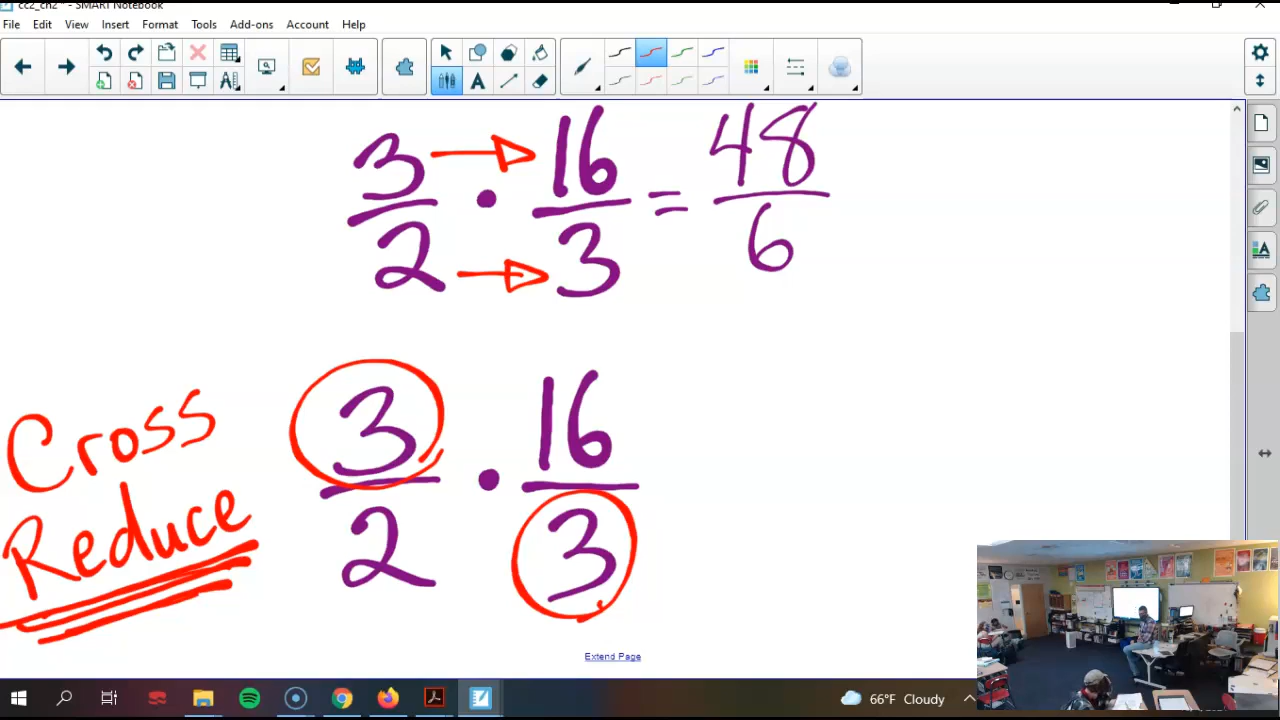 cc2_ch2 * - SMART Notebook
File Edit View Insert Format Tools Add-ons Account Help
3/2 · 16/3 = 48/6
Cross
Reduce
3/2 · 16/3
Extend Page
66°F Cloudy